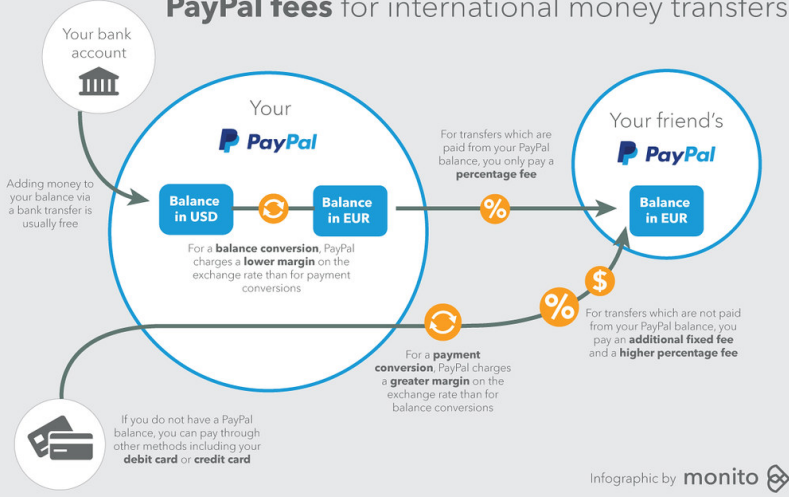 PayPal fees for international money transfers
Your bank
account
Your
PayPal
Your friend's
PayPal
For transfers which are
paid from your PayPal
balance, you only pay a
percentage fee
Adding money to
your balance via
a bank transfer is
usually free
Balance
in USD
Balance
in EUR
%
Balance
in EUR
For a balance conversion, PayPal
charges a lower margin on the
exchange rate than for payment
conversions
$
%
For transfers which are not paid
from your PayPal balance, you
pay an additional fixed fee
and a higher percentage fee
For a payment
conversion, PayPal charges
a greater margin on the
exchange rate than for
balance conversions
If you do not have a PayPal
balance, you can pay through
other methods including your
debit card or credit card
Infographic by monito